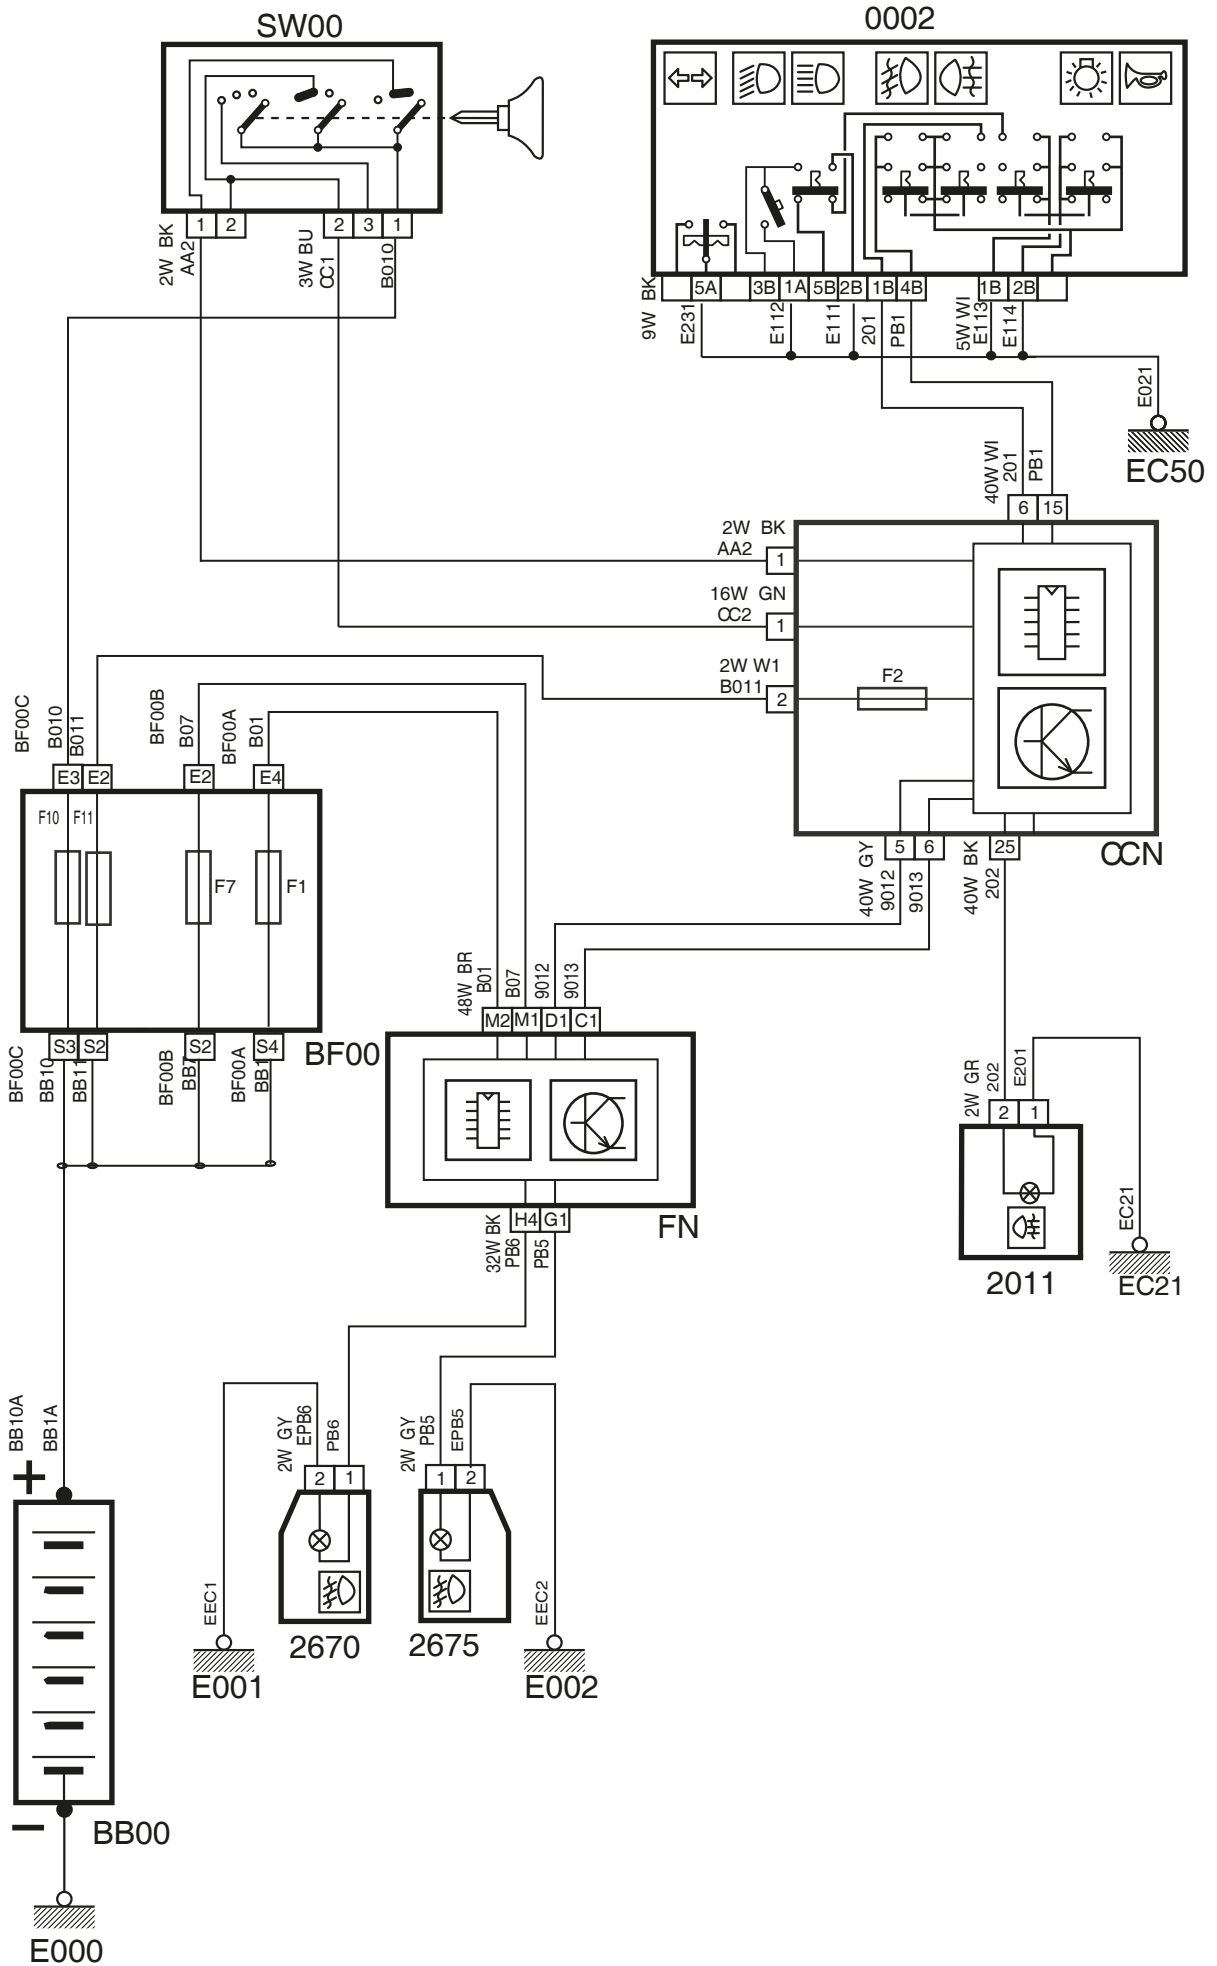 SW00
0002
1 2 2 3 1
2W BK
AA2
3W BU
CC1
B010
5A 3B 1A 5B 2B 1B 4B 1B 2B
9W BK
E231
E112
E111
201
PB1
5W WI
E113
E114
E021
EC50
40W WI
201
PB1
6 15
2W BK
AA2
1
16W GN
CC2
1
2W W1
B011
2
F2
CCN
5 6 25
40W GY
9012
9013
40W BK
202
BF00C
B010
B011
BF00B
B07
BF00A
B01
E3 E2 E2 E4
F10 F11
F7
F1
S3 S2 S2 S4
BF00
BF00C
BB10
BB11
BF00B
BB7
BF00A
BB1
48W BR
B01
B07
9012
9013
M2 M1 D1 C1
FN
H4 G1
32W BK
PB6
PB5
2W GR
202
E201
2 1
2011
EC21
EC21
BB10A
BB1A
+
2W GY
EPB6
PB6
2 1
2W GY
PB5
EPB5
1 2
EEC1
E001
2670
2675
EEC2
E002
–
BB00
E000